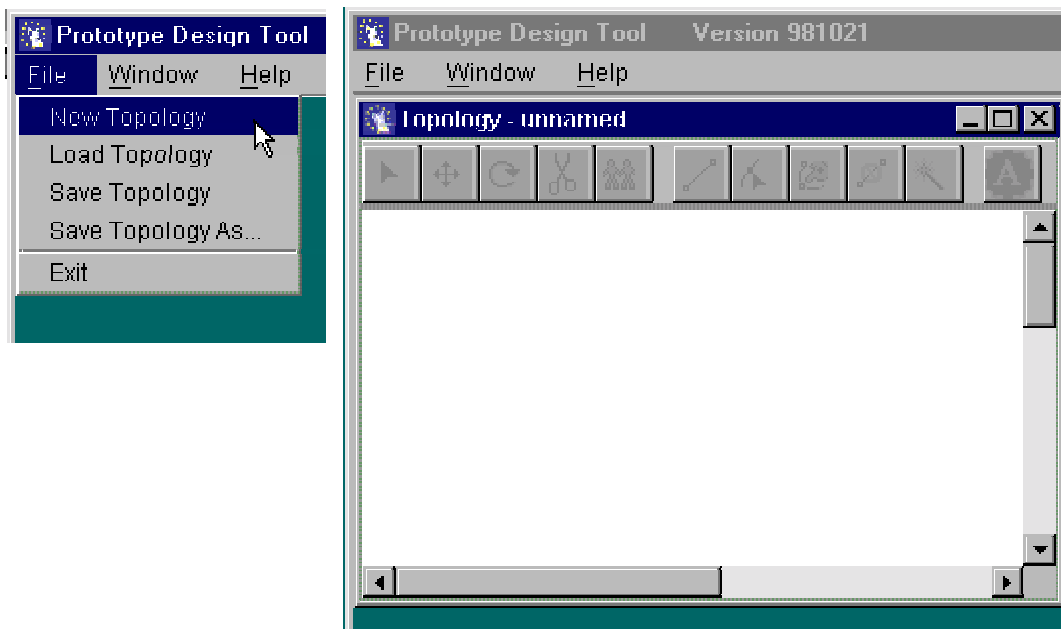 Prototype Design Tool
File Window Help
New Topology
Load Topology
Save Topology
Save Topology As...
Exit
Prototype Design Tool Version 981021
File Window Help
Topology - unnamed
A